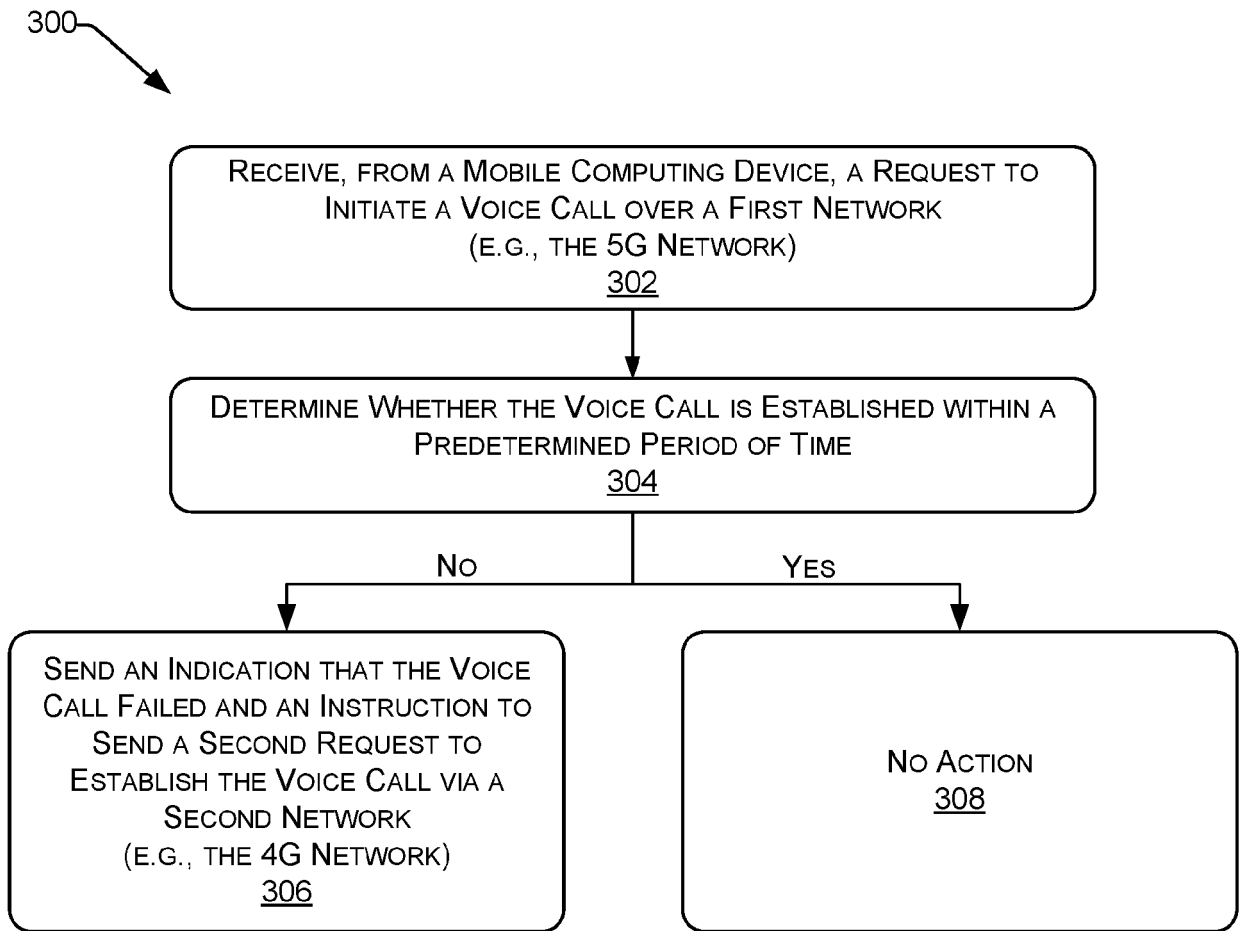 300
RECEIVE, FROM A MOBILE COMPUTING DEVICE, A REQUEST TO
INITIATE A VOICE CALL OVER A FIRST NETWORK
(E.G., THE 5G NETWORK)
302
DETERMINE WHETHER THE VOICE CALL IS ESTABLISHED WITHIN A
PREDETERMINED PERIOD OF TIME
304
NO
YES
SEND AN INDICATION THAT THE VOICE
CALL FAILED AND AN INSTRUCTION TO
SEND A SECOND REQUEST TO
ESTABLISH THE VOICE CALL VIA A
SECOND NETWORK
(E.G., THE 4G NETWORK)
306
NO ACTION
308